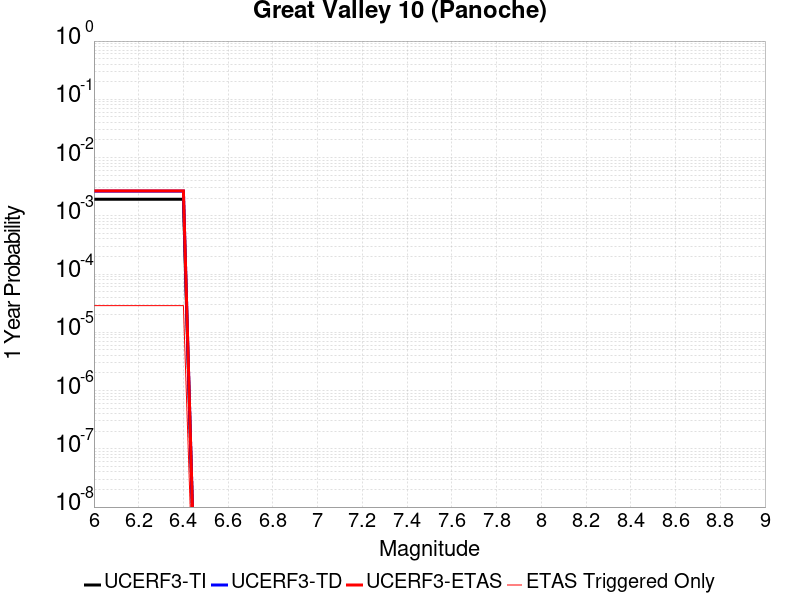 Great Valley 10 (Panoche)
1 Year Probability
10^0
10^-1
10^-2
10^-3
10^-4
10^-5
10^-6
10^-7
10^-8
6 6.2 6.4 6.6 6.8 7 7.2 7.4 7.6 7.8 8 8.2 8.4 8.6 8.8 9
Magnitude
UCERF3-TI UCERF3-TD UCERF3-ETAS ETAS Triggered Only